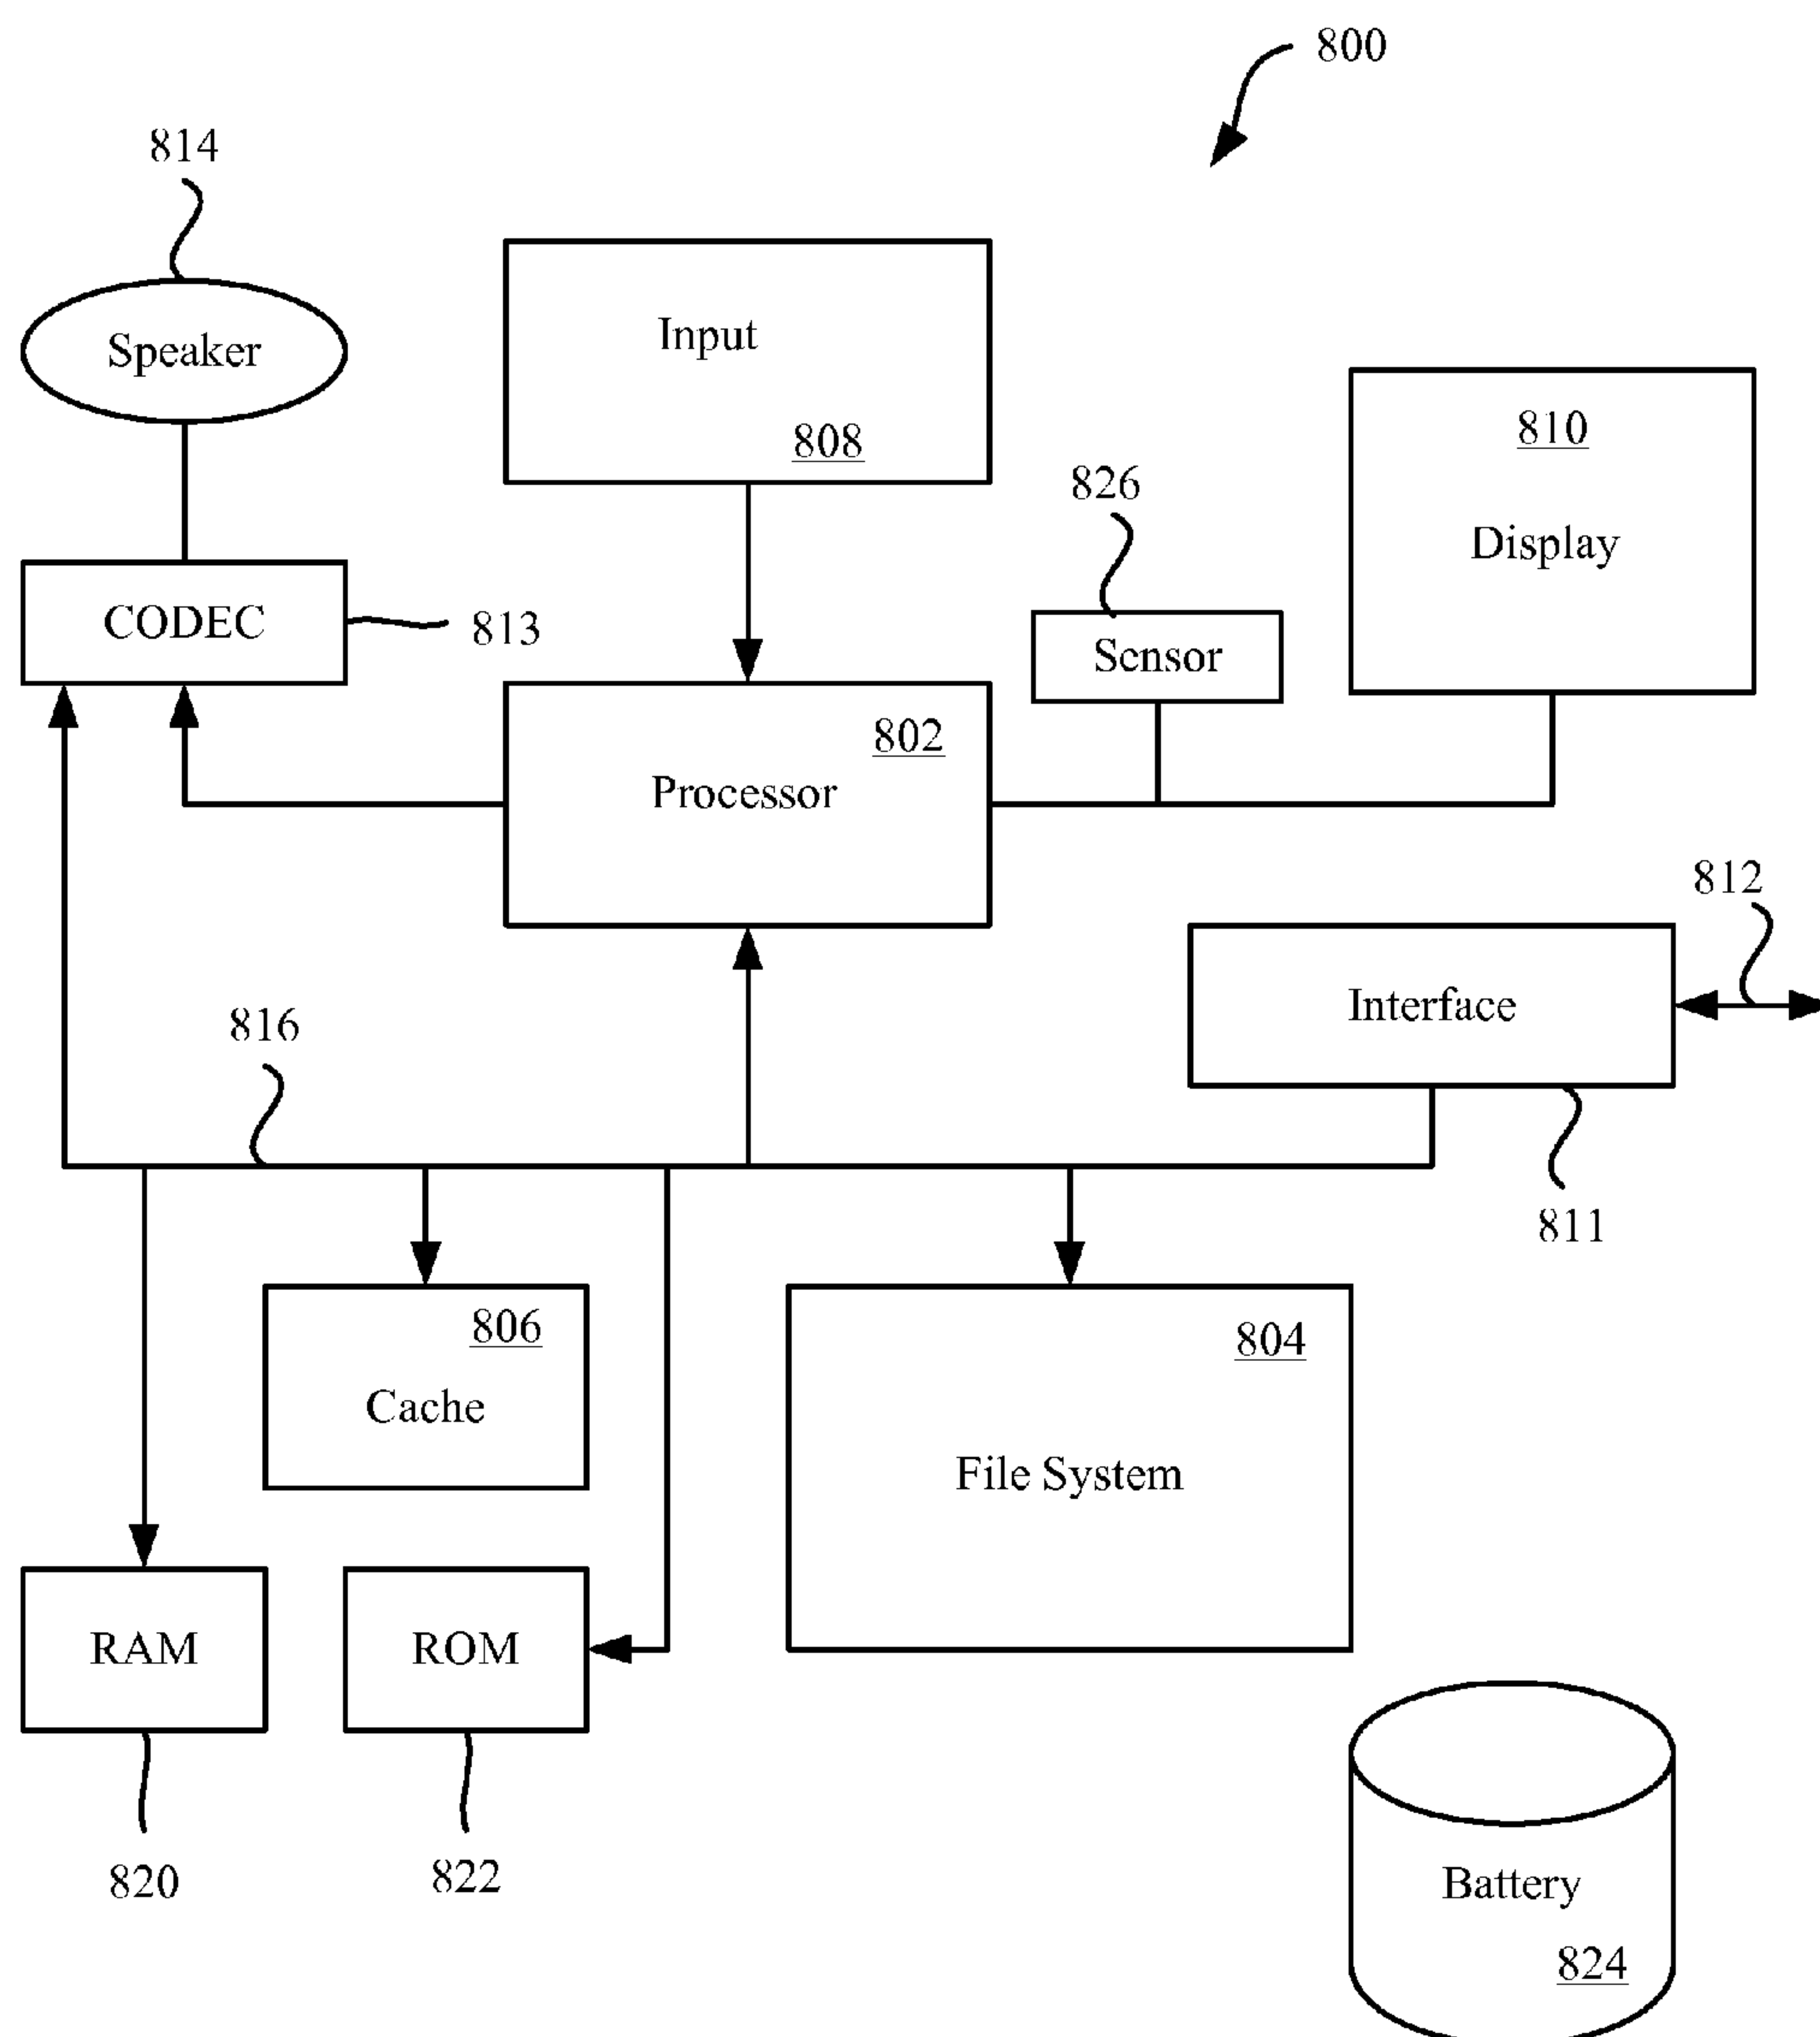 800
814
Speaker
Input
808
810
Display
826
Sensor
CODEC
813
802
Processor
812
Interface
816
811
806
Cache
804
File System
RAM
ROM
820
822
Battery
824